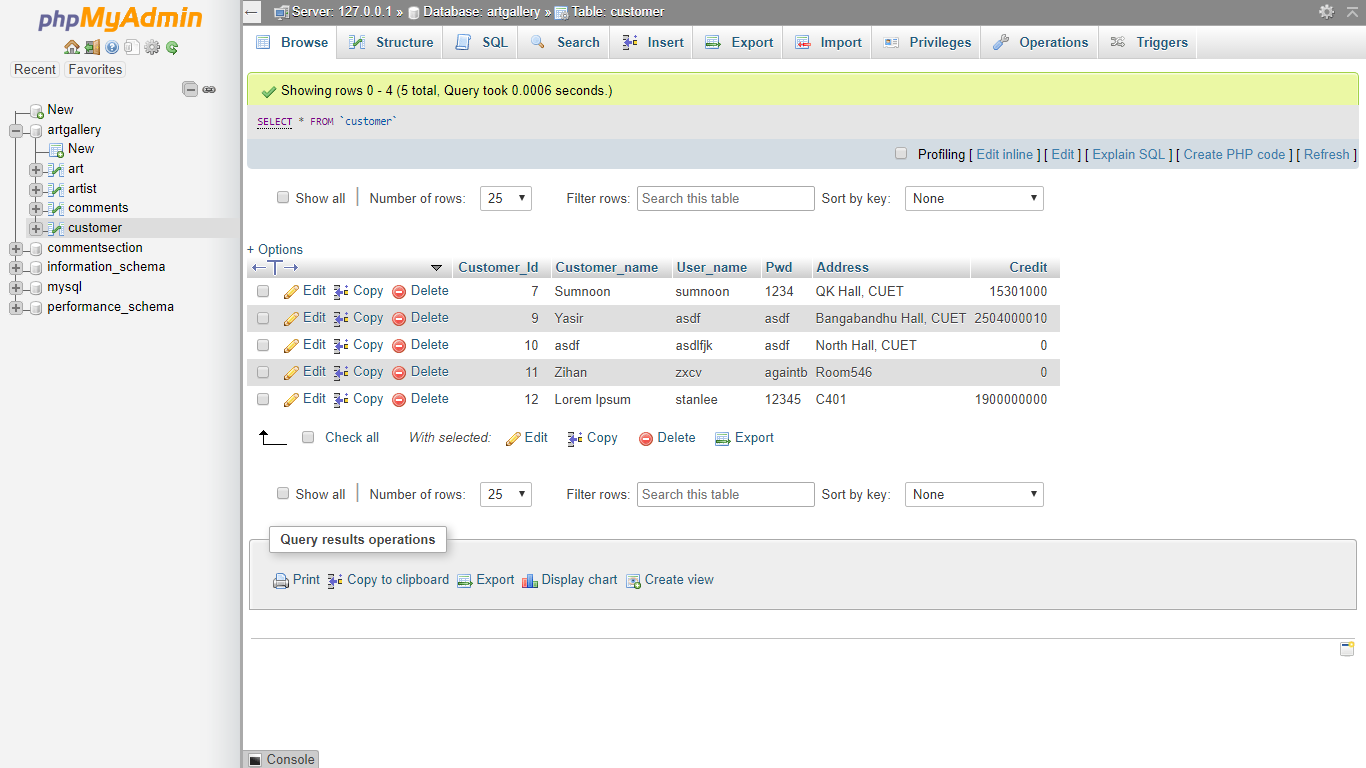 phpMyAdmin
Recent Favorites
New
artgallery
New
art
artist
comments
customer
commentsection
information_schema
mysql
performance_schema
Server: 127.0.0.1 » Database: artgallery » Table: customer
Browse Structure SQL Search Insert Export Import Privileges Operations Triggers
Showing rows 0 - 4 (5 total, Query took 0.0006 seconds.)
SELECT * FROM `customer`
Profiling [ Edit inline ] [ Edit ] [ Explain SQL ] [ Create PHP code ] [ Refresh ]
Show all | Number of rows: 25 Filter rows: Search this table Sort by key: None
+ Options
←T→ Customer_Id Customer_name User_name Pwd Address Credit
Edit Copy Delete 7 Sumnoon sumnoon 1234 QK Hall, CUET 15301000
Edit Copy Delete 9 Yasir asdf asdf Bangabandhu Hall, CUET 2504000010
Edit Copy Delete 10 asdf asdlfjk asdf North Hall, CUET 0
Edit Copy Delete 11 Zihan zxcv againtb Room546 0
Edit Copy Delete 12 Lorem Ipsum stanlee 12345 C401 1900000000
Check all With selected: Edit Copy Delete Export
Show all | Number of rows: 25 Filter rows: Search this table Sort by key: None
Query results operations
Print Copy to clipboard Export Display chart Create view
Console